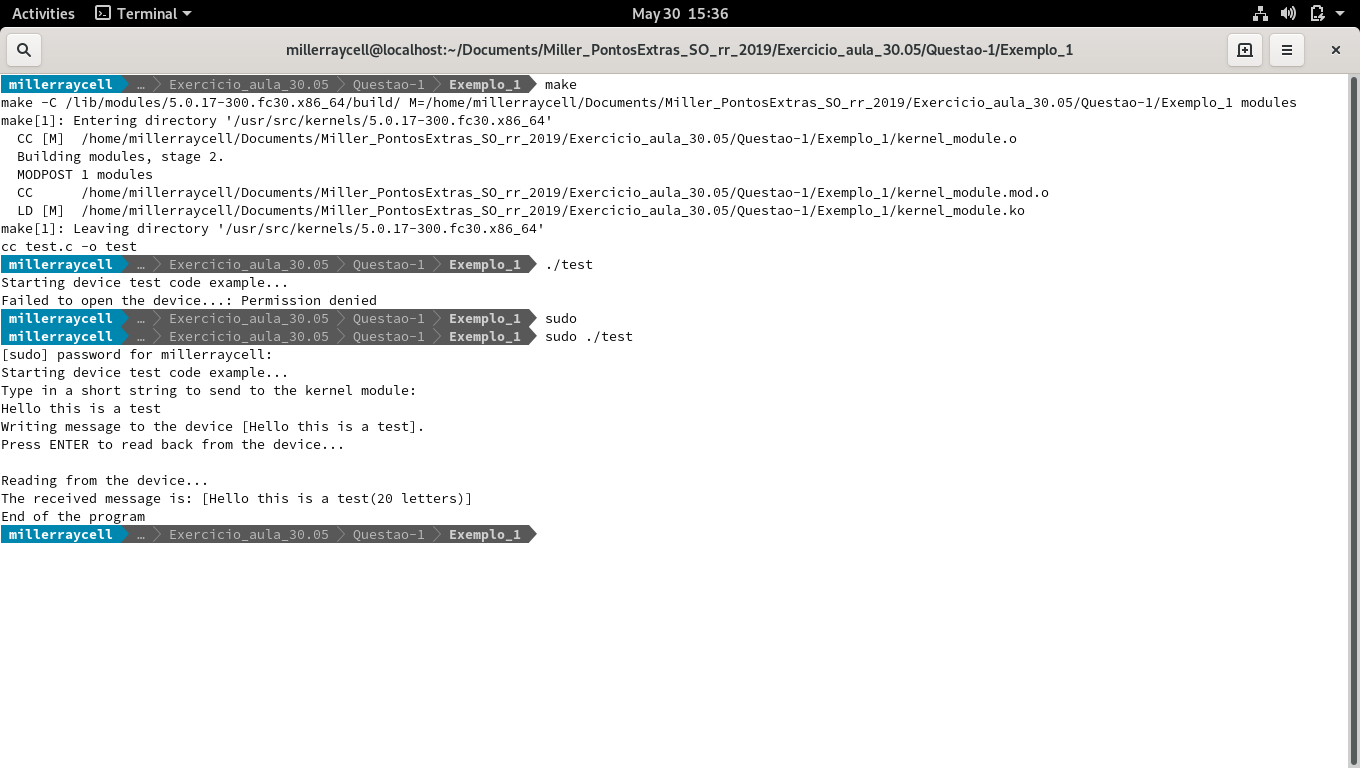 Activities Terminal May 30 15:36
millerraycell@localhost:~/Documents/Miller_PontosExtras_SO_rr_2019/Exercicio_aula_30.05/Questao-1/Exemplo_1
millerraycell … Exercicio_aula_30.05 Questao-1 Exemplo_1 make
make -C /lib/modules/5.0.17-300.fc30.x86_64/build/ M=/home/millerraycell/Documents/Miller_PontosExtras_SO_rr_2019/Exercicio_aula_30.05/Questao-1/Exemplo_1 modules
make[1]: Entering directory '/usr/src/kernels/5.0.17-300.fc30.x86_64'
CC [M] /home/millerraycell/Documents/Miller_PontosExtras_SO_rr_2019/Exercicio_aula_30.05/Questao-1/Exemplo_1/kernel_module.o
Building modules, stage 2.
MODPOST 1 modules
CC /home/millerraycell/Documents/Miller_PontosExtras_SO_rr_2019/Exercicio_aula_30.05/Questao-1/Exemplo_1/kernel_module.mod.o
LD [M] /home/millerraycell/Documents/Miller_PontosExtras_SO_rr_2019/Exercicio_aula_30.05/Questao-1/Exemplo_1/kernel_module.ko
make[1]: Leaving directory '/usr/src/kernels/5.0.17-300.fc30.x86_64'
cc test.c -o test
millerraycell … Exercicio_aula_30.05 Questao-1 Exemplo_1 ./test
Starting device test code example...
Failed to open the device...: Permission denied
millerraycell … Exercicio_aula_30.05 Questao-1 Exemplo_1 sudo
millerraycell … Exercicio_aula_30.05 Questao-1 Exemplo_1 sudo ./test
[sudo] password for millerraycell:
Starting device test code example...
Type in a short string to send to the kernel module:
Hello this is a test
Writing message to the device [Hello this is a test].
Press ENTER to read back from the device...
Reading from the device...
The received message is: [Hello this is a test(20 letters)]
End of the program
millerraycell … Exercicio_aula_30.05 Questao-1 Exemplo_1